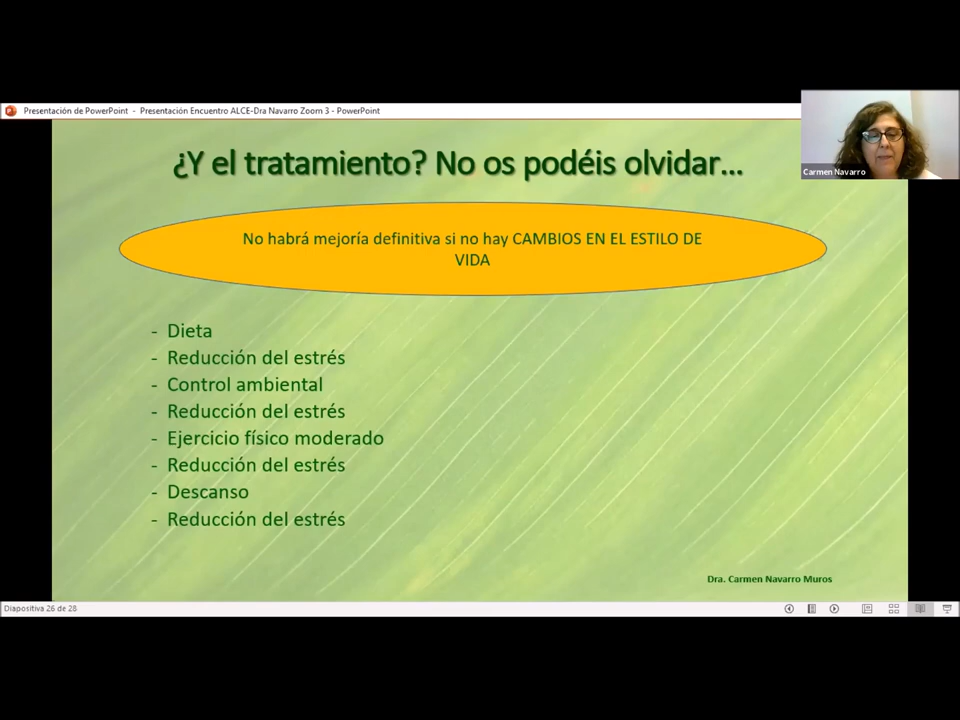 Presentación de PowerPoint - Presentación Encuentro ALCE-Dra Navarro Zoom 3 - PowerPoint
¿Y el tratamiento? No os podéis olvidar...
Carmen Navarro
No habrá mejoría definitiva si no hay CAMBIOS EN EL ESTILO DE
VIDA
- Dieta
- Reducción del estrés
- Control ambiental
- Reducción del estrés
- Ejercicio físico moderado
- Reducción del estrés
- Descanso
- Reducción del estrés
Dra. Carmen Navarro Muros
Diapositiva 26 de 28